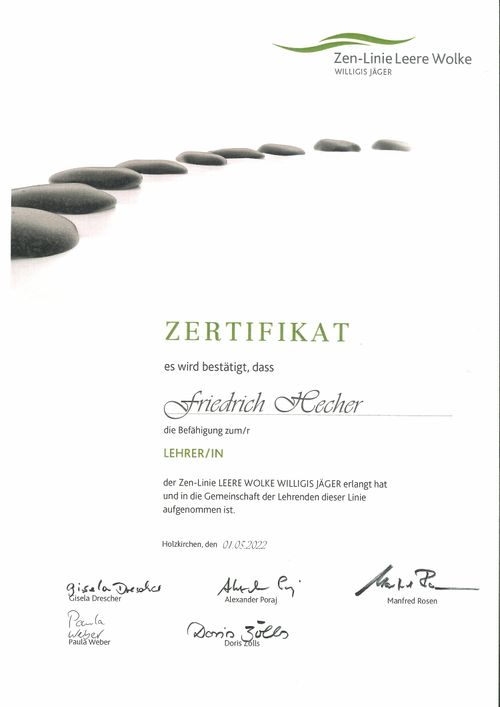 Zen-Linie Leere Wolke
WILLIGIS JÄGER
ZERTIFIKAT
es wird bestätigt, dass
Friedrich Hecher
die Befähigung zum/r
LEHRER/IN
der Zen-Linie LEERE WOLKE WILLIGIS JÄGER erlangt hat
und in die Gemeinschaft der Lehrenden dieser Linie
aufgenommen ist.
Holzkirchen, den 01.05.2022
Gisela Drescher
Gisela Drescher
Alexander Poraj
Manfred Rosen
Paula
Weber
Paula Weber
Doris Zölls
Doris Zölls